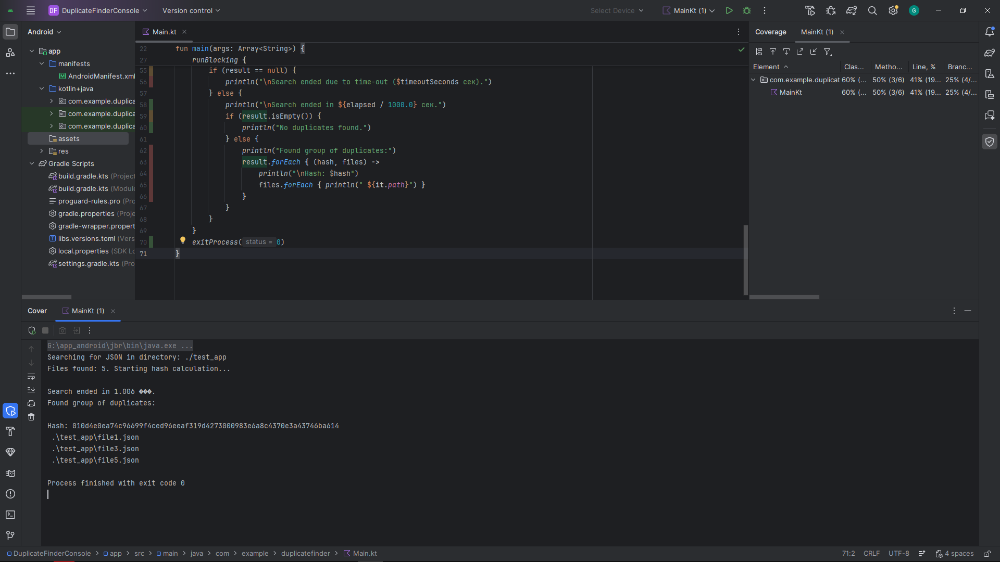 DF DuplicateFinderConsole Version control Select Device MainKt (1) G
Android
app
manifests
M AndroidManifest.xml
kotlin+java
com.example.duplica
com.example.duplica
com.example.duplica
assets
res
Gradle Scripts
build.gradle.kts (Project
build.gradle.kts (Module
proguard-rules.pro (Pro
gradle.properties (Proje
gradle-wrapper.propert
T libs.versions.toml (Vers
local.properties (SDK Lo
settings.gradle.kts (Pro
Main.kt
22 fun main(args: Array<String>) {
27 runBlocking {
55 if (result == null) {
56 println("\nSearch ended due to time-out ($timeoutSeconds сек).")
57 } else {
58 println("\nSearch ended in ${elapsed / 1000.0} сек.")
59 if (result.isEmpty()) {
60 println("No duplicates found.")
61 } else {
62 println("Found group of duplicates:")
63 result.forEach { (hash, files) ->
64 println("\nHash: $hash")
65 files.forEach { println(" ${it.path}") }
66 }
67 }
68 }
69 }
70 exitProcess( status = 0)
71 }
Coverage MainKt (1)
Element Clas... Metho... Line, % Branc...
com.example.duplicat 60% (... 50% (3/6) 41% (19... 25% (4/...
MainKt 60% (... 50% (3/6) 41% (19... 25% (4/...
Cover MainKt (1)
G:\app_android\jbr\bin\java.exe ...
Searching for JSON in directory: ./test_app
Files found: 5. Starting hash calculation...
Search ended in 1.006 ���.
Found group of duplicates:
Hash: 010d4e0ea74c96699f4ced96eeaf319d4273000983e6a8c4370e3a43746ba614
.\test_app\file1.json
.\test_app\file3.json
.\test_app\file5.json
Process finished with exit code 0
DuplicateFinderConsole > app > src > main > java > com > example > duplicatefinder > Main.kt
71:2 CRLF UTF-8 4 spaces